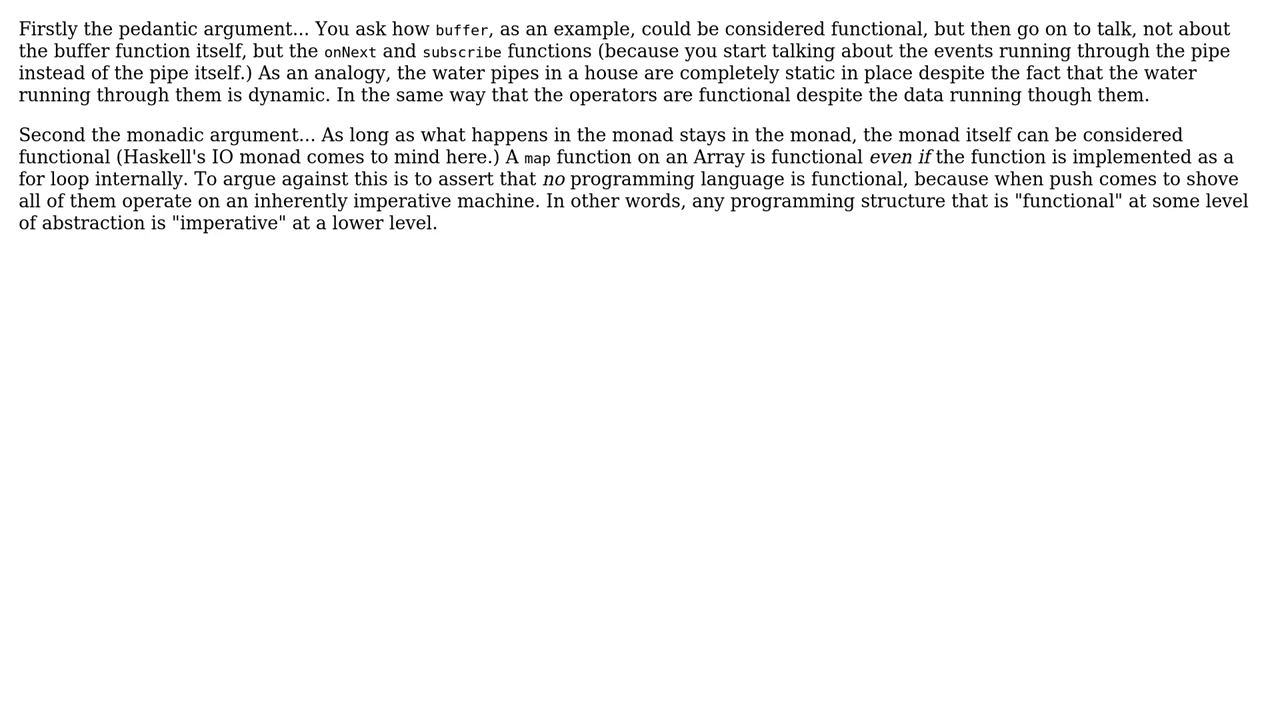 Firstly the pedantic argument... You ask how buffer, as an example, could be considered functional, but then go on to talk, not about
the buffer function itself, but the onNext and subscribe functions (because you start talking about the events running through the pipe
instead of the pipe itself.) As an analogy, the water pipes in a house are completely static in place despite the fact that the water
running through them is dynamic. In the same way that the operators are functional despite the data running though them.
Second the monadic argument... As long as what happens in the monad stays in the monad, the monad itself can be considered
functional (Haskell's IO monad comes to mind here.) A map function on an Array is functional even if the function is implemented as a
for loop internally. To argue against this is to assert that no programming language is functional, because when push comes to shove
all of them operate on an inherently imperative machine. In other words, any programming structure that is "functional" at some level
of abstraction is "imperative" at a lower level.